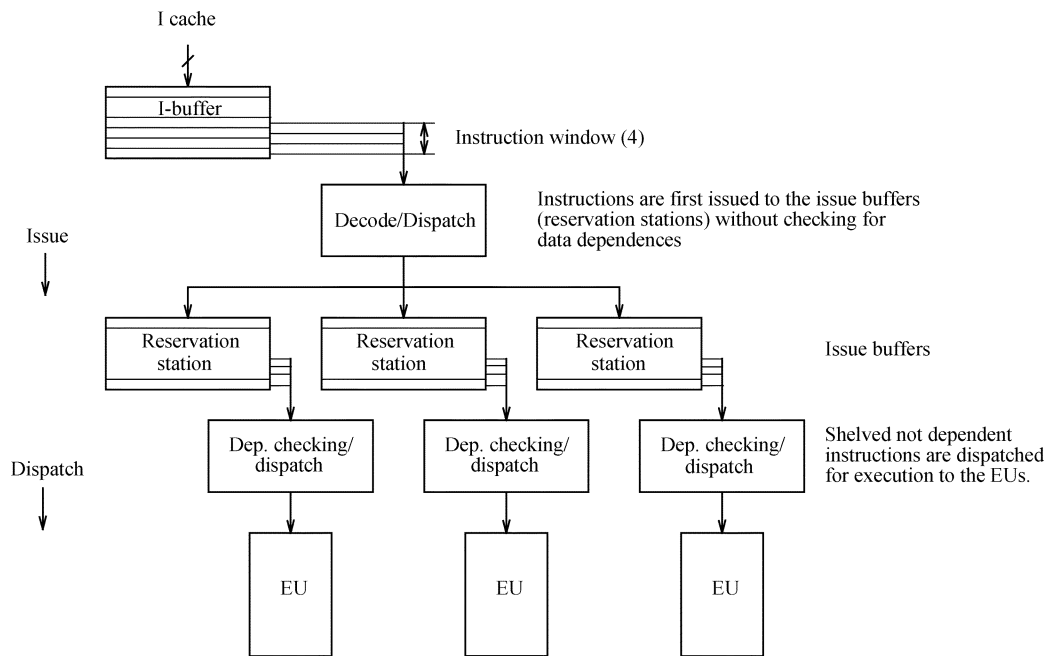 I cache
I-buffer
Instruction window (4)
Decode/Dispatch
Instructions are first issued to the issue buffers
(reservation stations) without checking for
data dependences
Issue
Reservation
station
Reservation
station
Reservation
station
Issue buffers
Dep. checking/
dispatch
Dep. checking/
dispatch
Dep. checking/
dispatch
Shelved not dependent
instructions are dispatched
for execution to the EUs.
Dispatch
EU
EU
EU